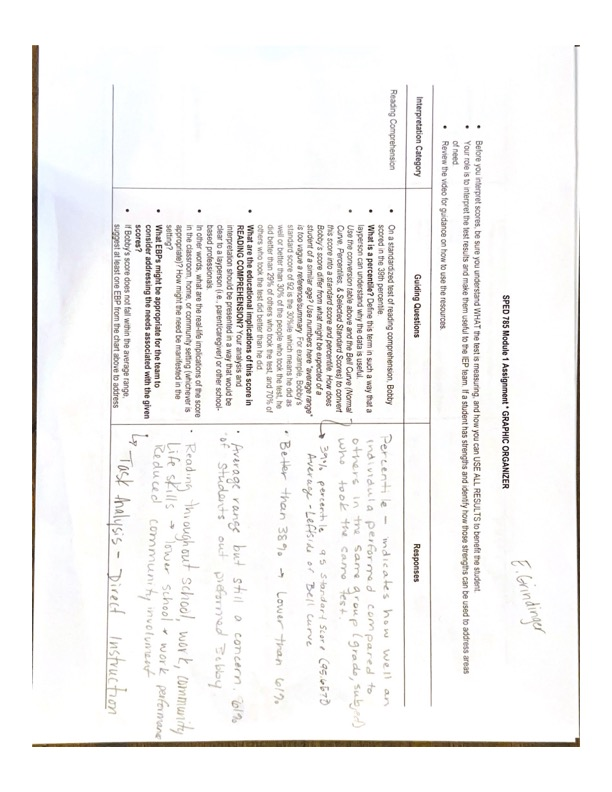 E. Grindinger
SPED 765 Module 1 Assignment * GRAPHIC ORGANIZER
• Before you interpret scores, be sure you understand WHAT the test is measuring, and how you can USE ALL RESULTS to benefit the student.
• Your role is to interpret the test results and make them useful to the IEP team. If a student has strengths and identify how those strengths can be used to address areas
of need
• Review the video for guidance on how to use the resources.
Interpretation Category
Guiding Questions
Responses
Reading Comprehension
On a standardized test of reading comprehension, Bobby
scored in the 39th percentile.
• What is a percentile? Define this term in such a way that a
layperson can understand why the data is useful.
Use the conversion table above and the Bell Curve (Normal
Curve, Percentiles, & Selected Standard Scores) to convert
this score into a standard score and percentile. How does
Bobby's score differ from what might be expected of a
student of a similar age? Use numbers here "average range"
is too vague a reference/summary. For example, Bobby's
standard score of 92 is the 30%ile which means he did as
well or better than 30% of the people who took the test, he
did better than 29% of others who took the test, and 70% of
others who took the test did better than he did.
• What are the educational implications of this score in
READING COMPREHENSION? Your analysis and
interpretation should be presented in a way that would be
clear to a layperson (i.e., parent/caregiver) or other school-
based professionals.
• In other words, what are the real-life implications of the score
in the classroom, home, or community setting (whichever is
appropriate)? How might the need be manifested in the
setting?
• What EBPs might be appropriate for the team to
consider addressing the needs associated with the given
scores?
If Bobby's score does not fall within the average range,
suggest at least one EBP from the chart above to address
Percentile - indicates how well an
individula performed compared to
others in the same group (grade, subject)
who took the same test.
↳ 39% percentile 95 Standart score (95.6673)
Average - Leftside of Bell curve
• Better than 38% → Lower than 61%
Average range but still a concern. 61%
of students out preformed Bobby.
• Reading throughout school, work, community
Life skills → lower school & work performance
Reduced community involvment
↳ Task Analysis - Direct Instruction